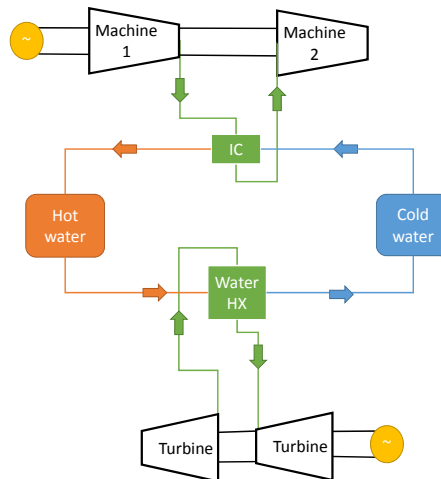 ~
Machine
1
Machine
2
IC
Hot
water
Cold
water
Water
HX
Turbine
Turbine
~